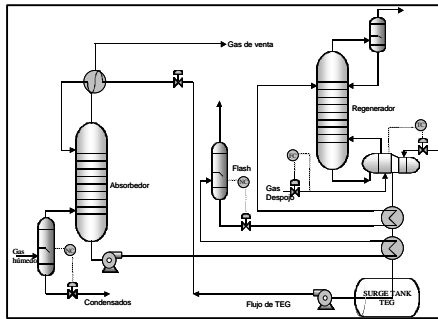 Gas de venta
Regenerador
Absorbedor
Flash
Gas
Despojo
Gas
húmedo
Condensados
Flujo de TEG
SURGE TANK
TEG